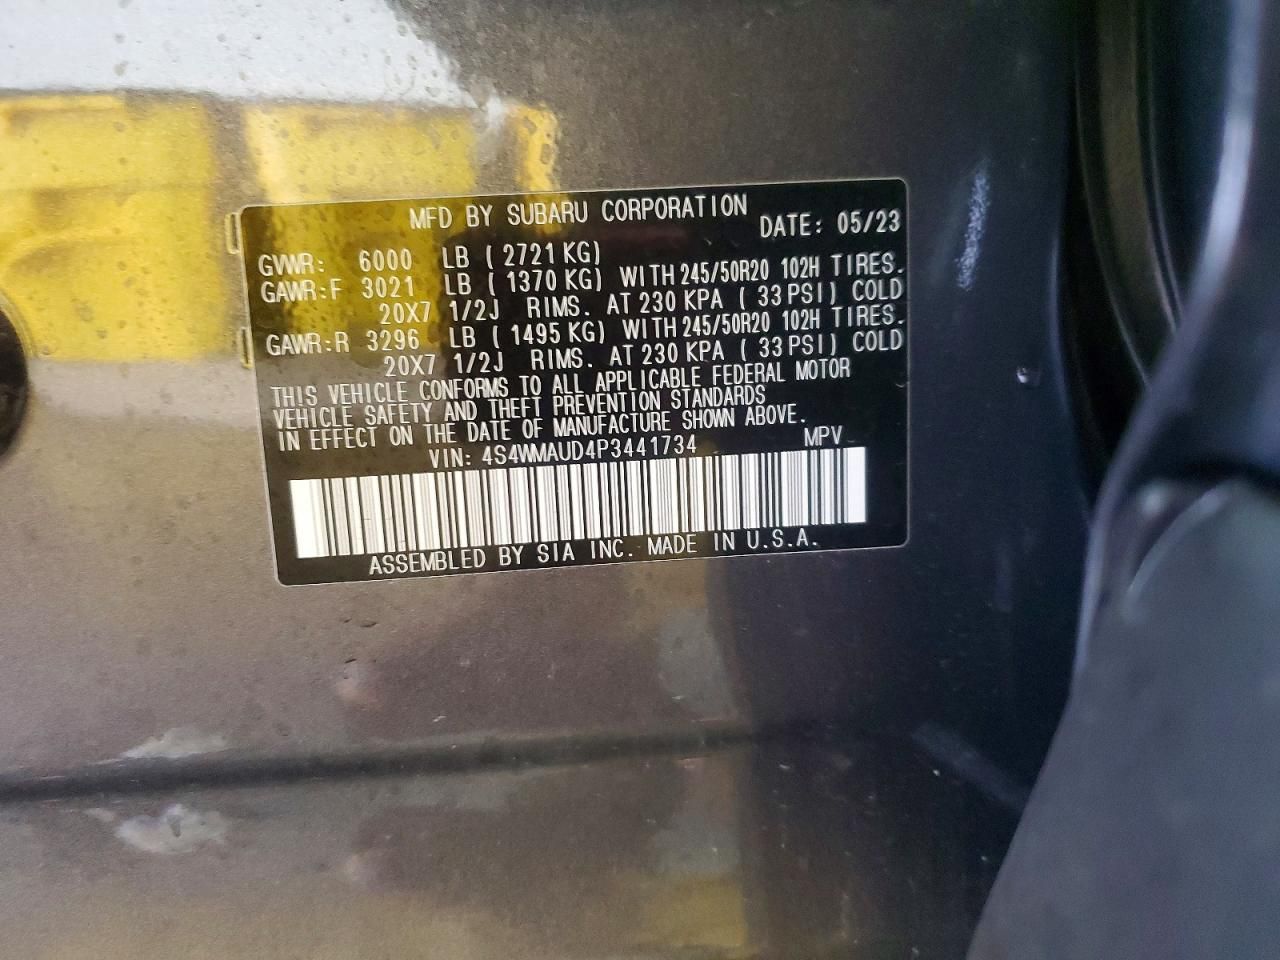 MFD BY SUBARU CORPORATION DATE: 05/23
GVWR: 6000 LB ( 2721 KG)
GAWR:F 3021 LB ( 1370 KG) WITH 245/50R20 102H TIRES.
20X7 1/2J RIMS. AT 230 KPA ( 33 PSI) COLD
GAWR:R 3296 LB ( 1495 KG) WITH 245/50R20 102H TIRES.
20X7 1/2J RIMS. AT 230 KPA ( 33 PSI) COLD
THIS VEHICLE CONFORMS TO ALL APPLICABLE FEDERAL MOTOR
VEHICLE SAFETY AND THEFT PREVENTION STANDARDS
IN EFFECT ON THE DATE OF MANUFACTURE SHOWN ABOVE.
VIN: 4S4WMAUD4P3441734 MPV
ASSEMBLED BY SIA INC. MADE IN U.S.A.